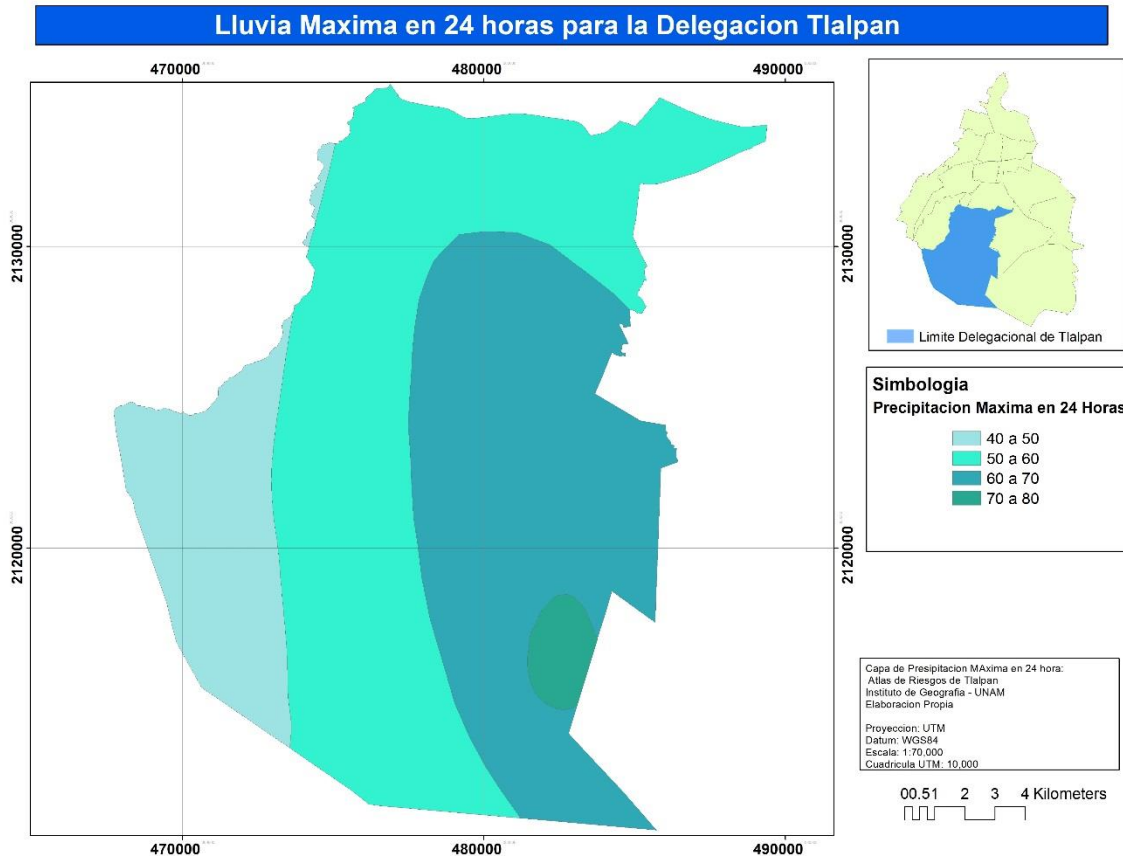 Lluvia Maxima en 24 horas para la Delegacion Tlalpan
470000 480000 490000
2130000 2130000
2120000 2120000
470000 480000 490000
Limite Delegacional de Tlalpan
Simbologia
Precipitacion Maxima en 24 Horas
40 a 50
50 a 60
60 a 70
70 a 80
Capa de Presipitacion MAxima en 24 hora:
Atlas de Riesgos de Tlalpan
Instituto de Geografia - UNAM
Elaboracion Propia
Proyeccion: UTM
Datum: WGS84
Escala: 1:70,000
Cuadricula UTM: 10,000
00.51 2 3 4 Kilometers